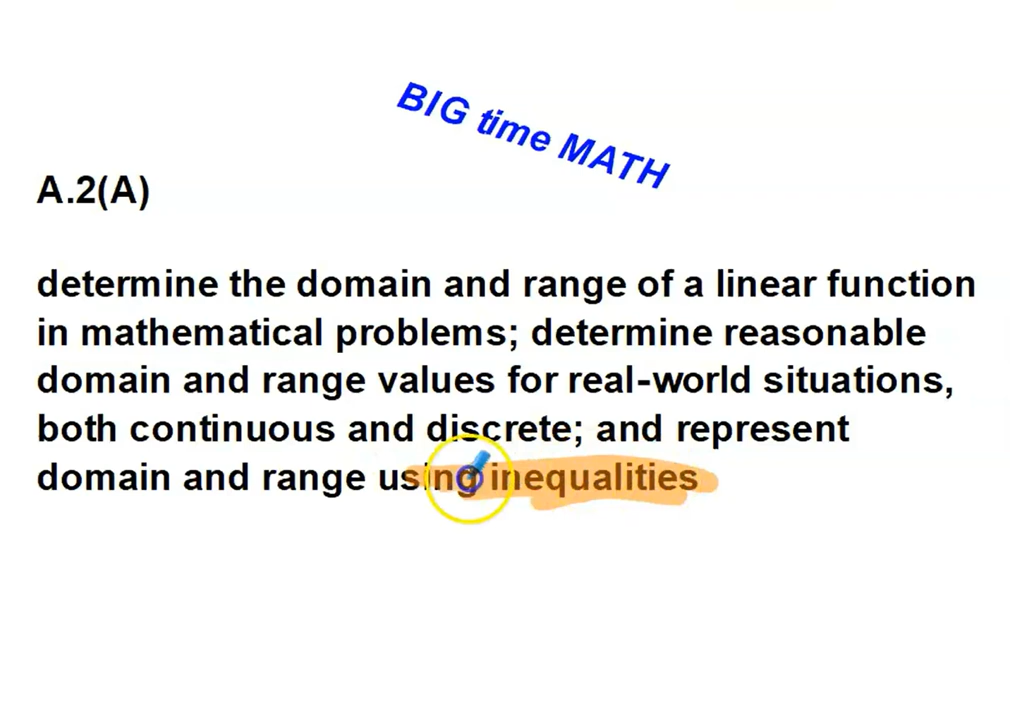 BIG time MATH
A.2(A)
determine the domain and range of a linear function
in mathematical problems; determine reasonable
domain and range values for real-world situations,
both continuous and discrete; and represent
domain and range using inequalities